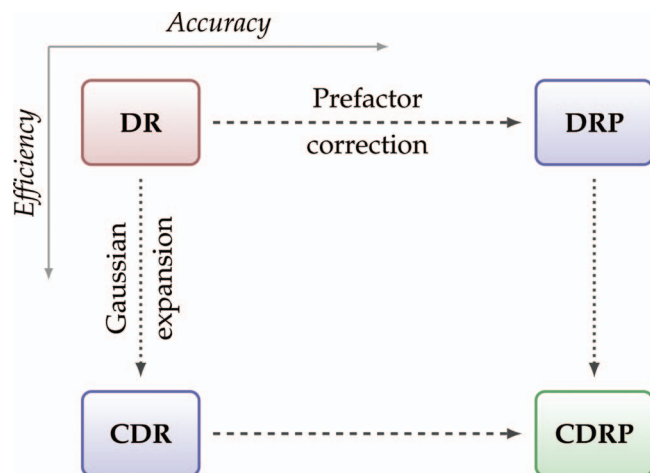 Accuracy
Efficiency
DR
Prefactor
correction
DRP
Gaussian
expansion
CDR
CDRP